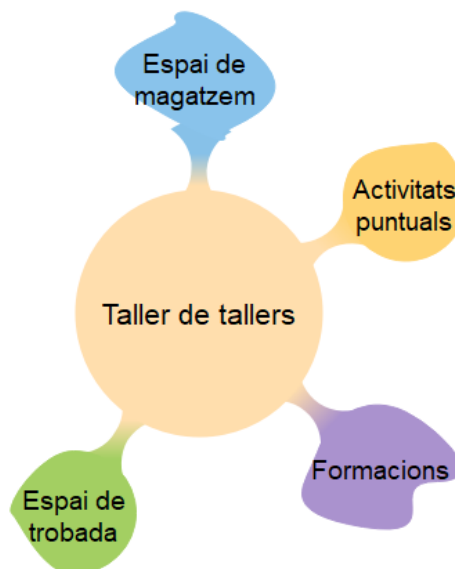 Espai de
magatzem
Activitats
puntuals
Taller de tallers
Formacions
Espai de
trobada